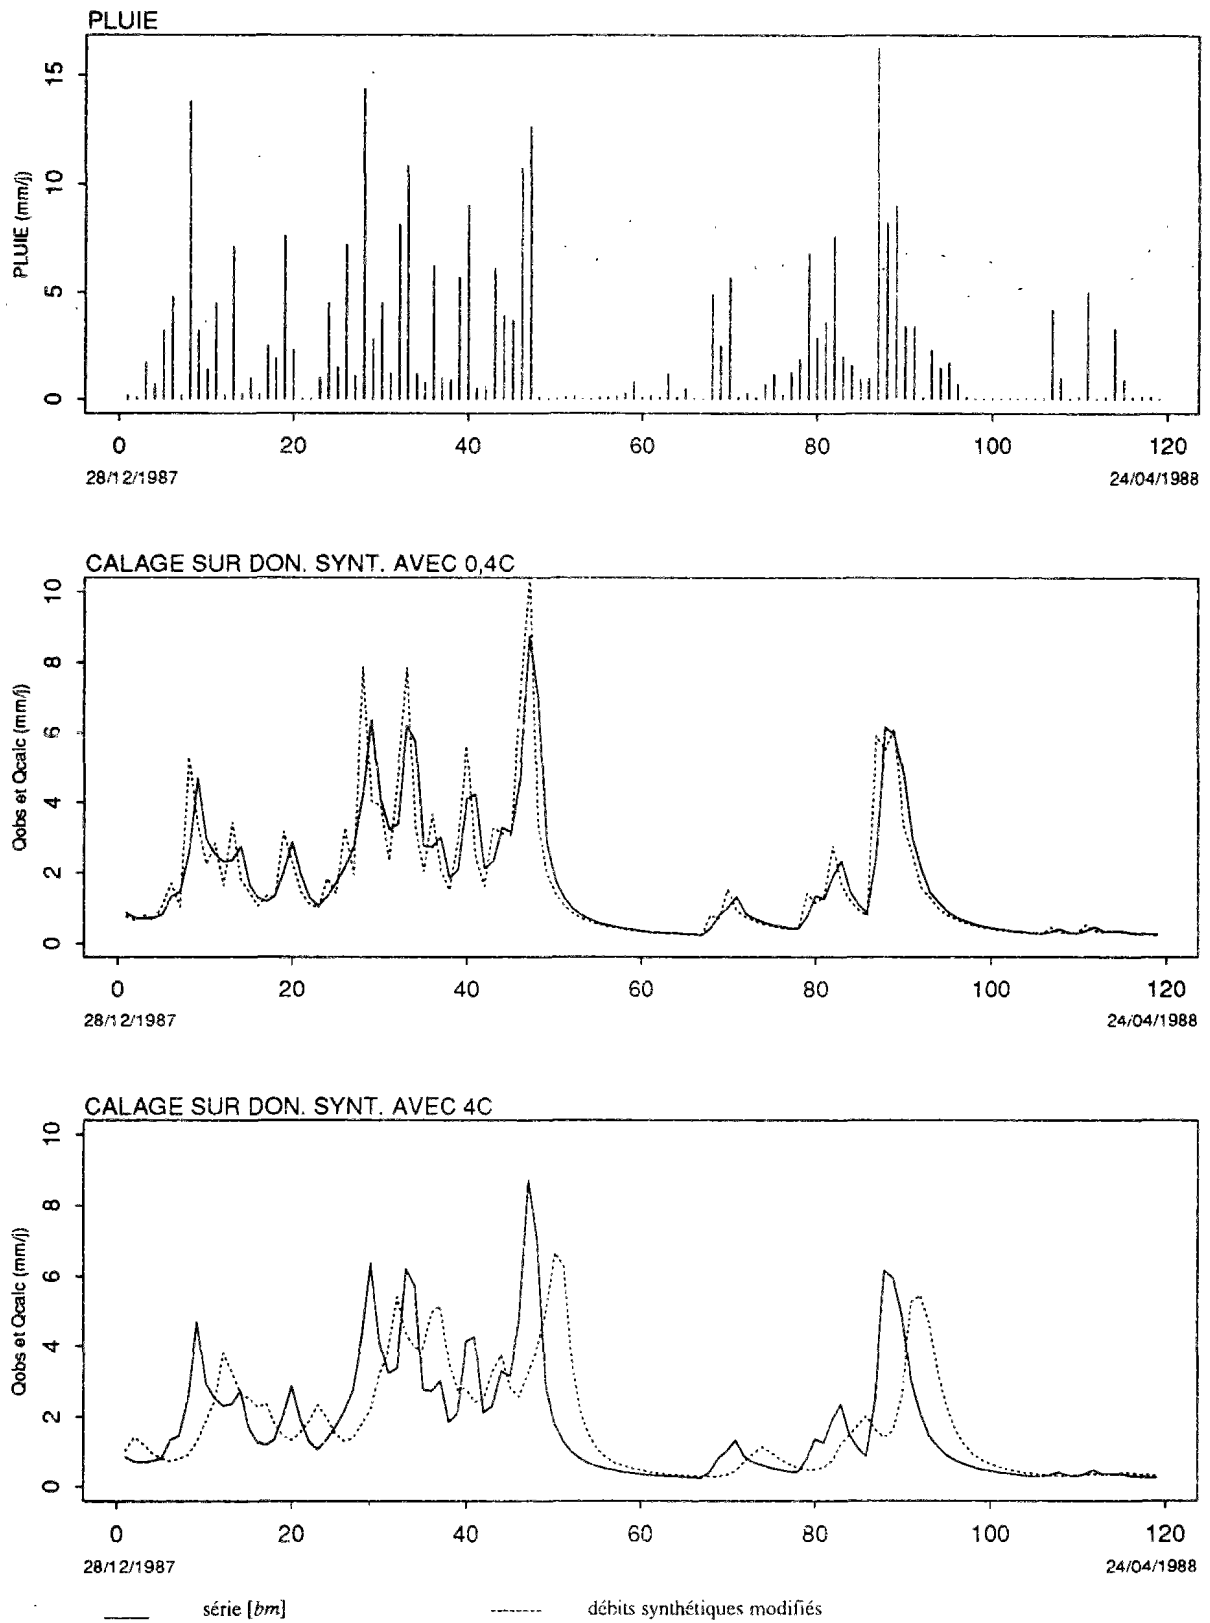 PLUIE
PLUIE (mm/j)
15
10
5
0
0 20 40 60 80 100 120
28/12/1987 24/04/1988
CALAGE SUR DON. SYNT. AVEC 0,4C
Qobs et Qcalc (mm/j)
10
8
6
4
2
0
0 20 40 60 80 100 120
28/12/1987 24/04/1988
CALAGE SUR DON. SYNT. AVEC 4C
Qobs et Qcalc (mm/j)
10
8
6
4
2
0
0 20 40 60 80 100 120
28/12/1987 24/04/1988
série [bm] débits synthétiques modifiés